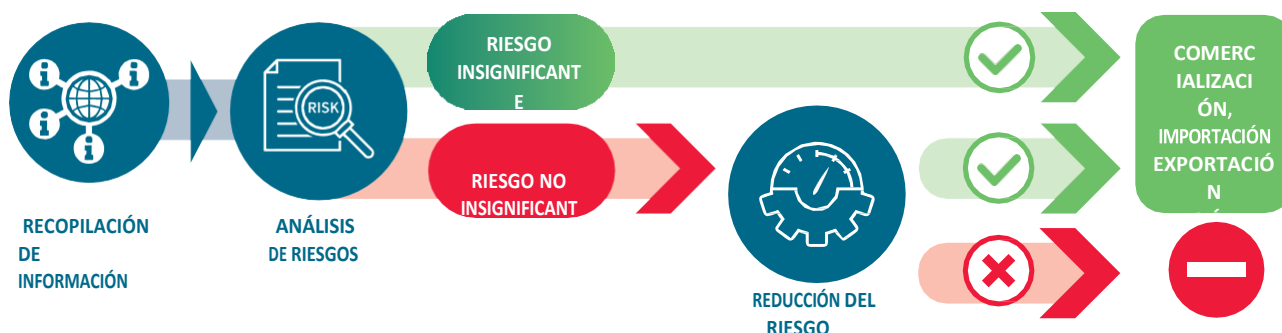 RECOPILACIÓN
DE
INFORMACIÓN
RISK
ANÁLISIS
DE RIESGOS
RIESGO
INSIGNIFICANT
E
RIESGO NO
INSIGNIFICANT
REDUCCIÓN DEL
RIESGO
COMERC
IALIZACI
ÓN,
IMPORTACIÓN
EXPORTACIÓ
N